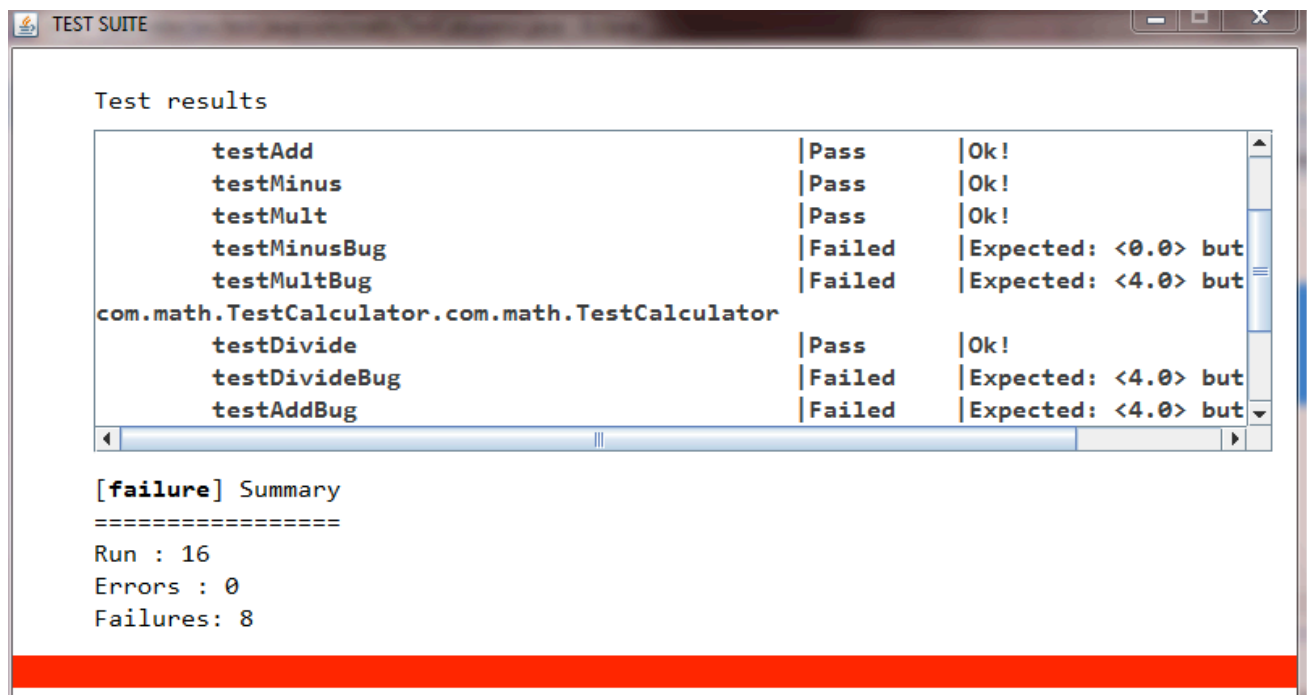 TEST SUITE
Test results
testAdd |Pass |Ok!
testMinus |Pass |Ok!
testMult |Pass |Ok!
testMinusBug |Failed |Expected: <0.0> but
testMultBug |Failed |Expected: <4.0> but
com.math.TestCalculator.com.math.TestCalculator
testDivide |Pass |Ok!
testDivideBug |Failed |Expected: <4.0> but
testAddBug |Failed |Expected: <4.0> but
[failure] Summary
=================
Run : 16
Errors : 0
Failures: 8